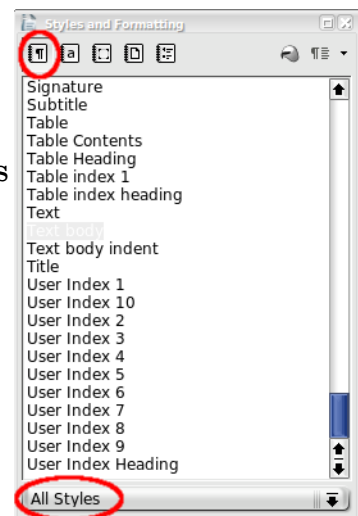 Styles and Formatting
Signature
Subtitle
Table
Table Contents
Table Heading
s
Table index 1
Table index heading
Text
Text body
Text body indent
Title
User Index 1
User Index 10
User Index 2
User Index 3
User Index 4
User Index 5
User Index 6
User Index 7
User Index 8
User Index 9
User Index Heading
All Styles